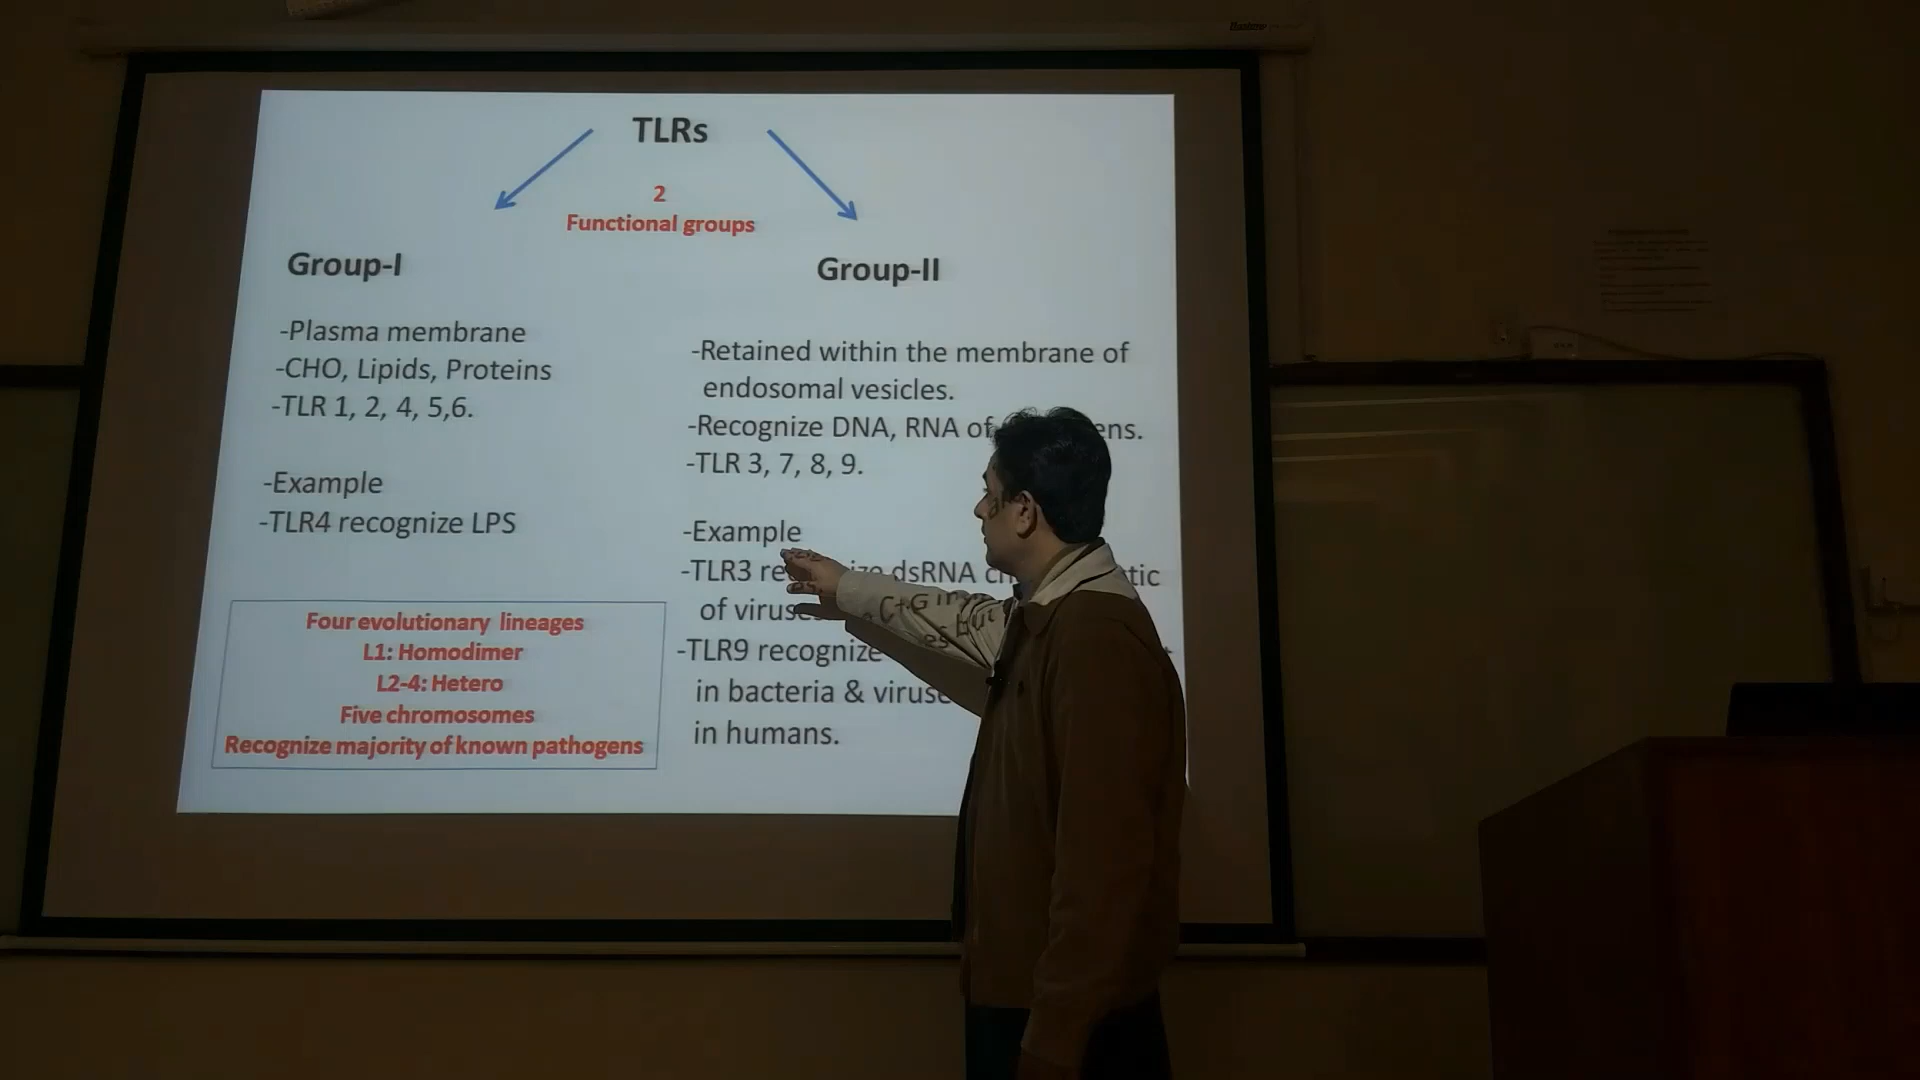 TLRs
2
Functional groups
Group-I
-Plasma membrane
-CHO, Lipids, Proteins
-TLR 1, 2, 4, 5,6.
-Example
-TLR4 recognize LPS
Four evolutionary lineages
L1: Homodimer
L2-4: Hetero
Five chromosomes
Recognize majority of known pathogens
Group-II
-Retained within the membrane of
endosomal vesicles.
-Recognize DNA, RNA of
-TLR 3, 7, 8, 9.
-Example
-TLR3 dsRNA
of
-TLR9 recognize C+G
in bacteria & but
in humans.